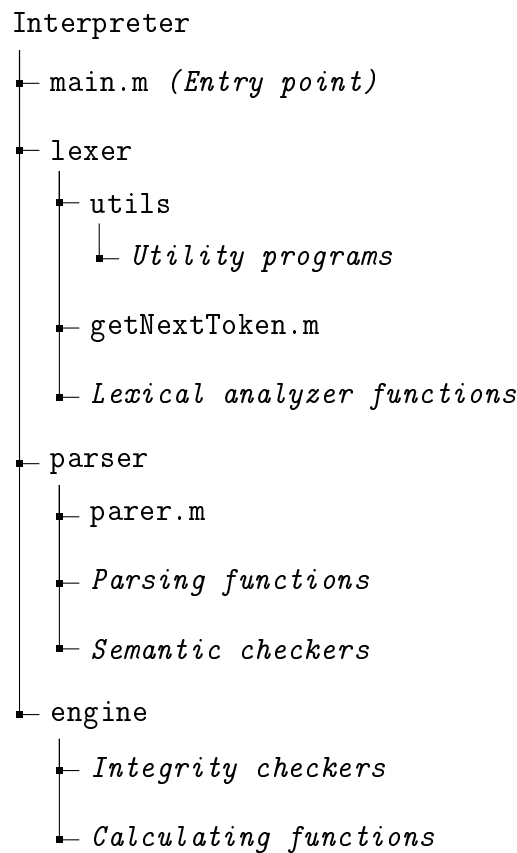 Interpreter
main.m (Entry point)
lexer
utils
Utility programs
getNextToken.m
Lexical analyzer functions
parser
parer.m
Parsing functions
Semantic checkers
engine
Integrity checkers
Calculating functions